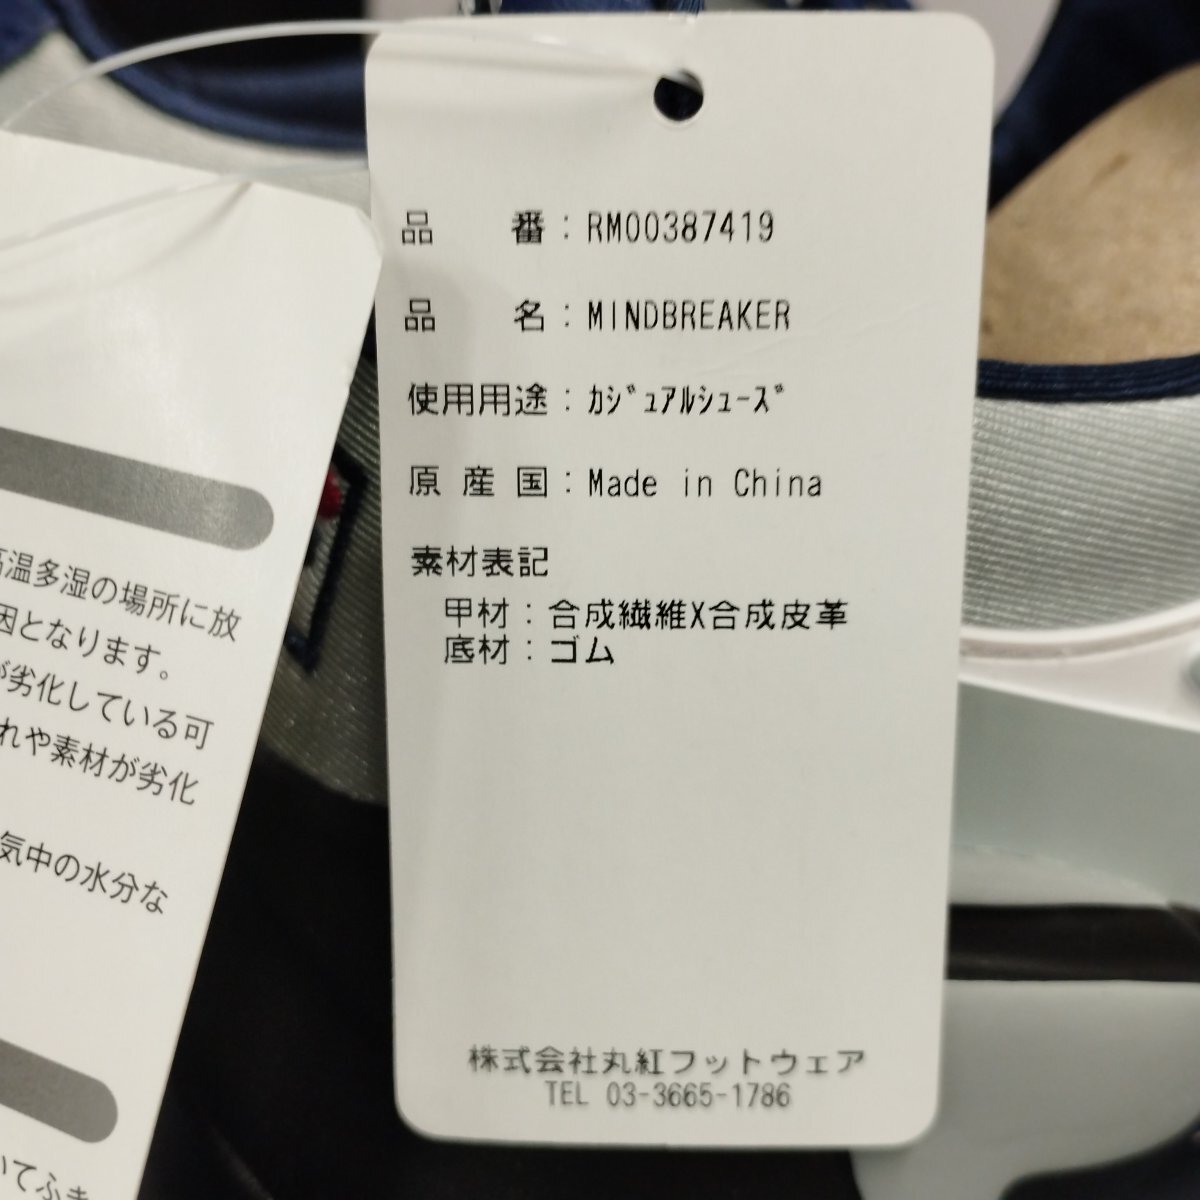 品 番：RM00387419
品 名：MINDBREAKER
使用用途：ｶｼﾞｭｱﾙｼｭｰｽﾞ
原 産 国：Made in China
素材表記
甲材：合成繊維X合成皮革
底材：ゴム
株式会社丸紅フットウェア
TEL 03-3665-1786
高温多湿の場所に放
因となります。
が劣化している可
れや素材が劣化
気中の水分な
いてふき